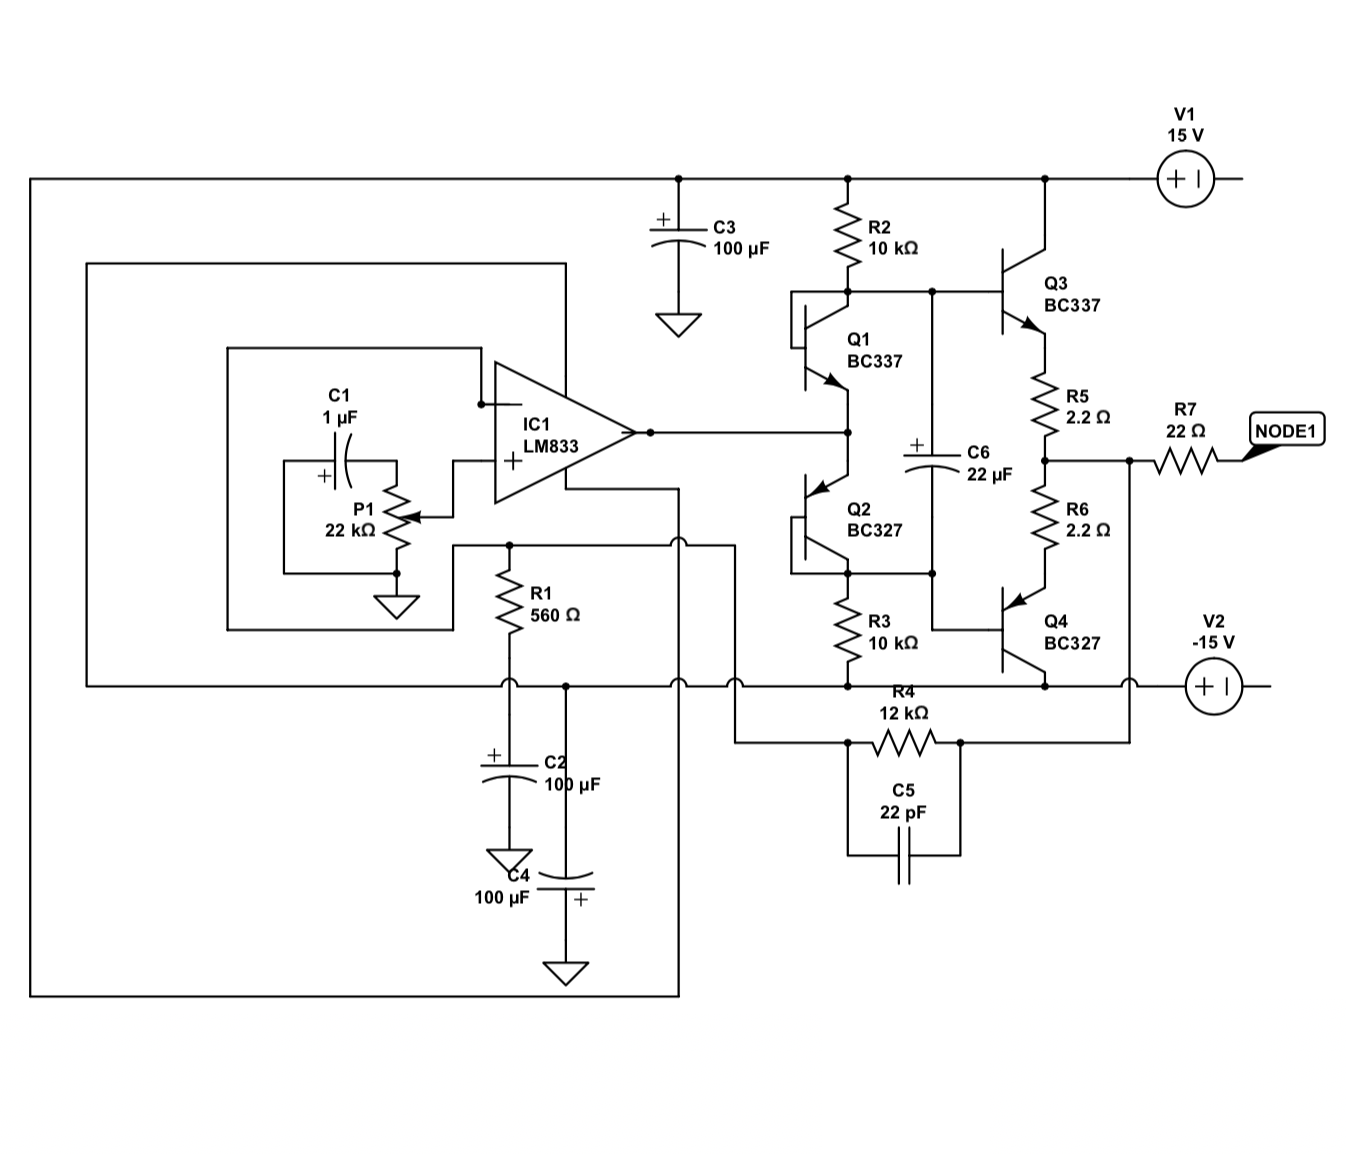 V1
15 V
C3
100 µF
R2
10 kΩ
Q3
BC337
Q1
BC337
C1
1 µF
IC1
LM833
R5
2.2 Ω
R7
22 Ω
NODE1
C6
22 µF
P1
22 kΩ
Q2
BC327
R6
2.2 Ω
R1
560 Ω
R3
10 kΩ
Q4
BC327
V2
-15 V
R4
12 kΩ
C2
100 µF
C5
22 pF
C4
100 µF